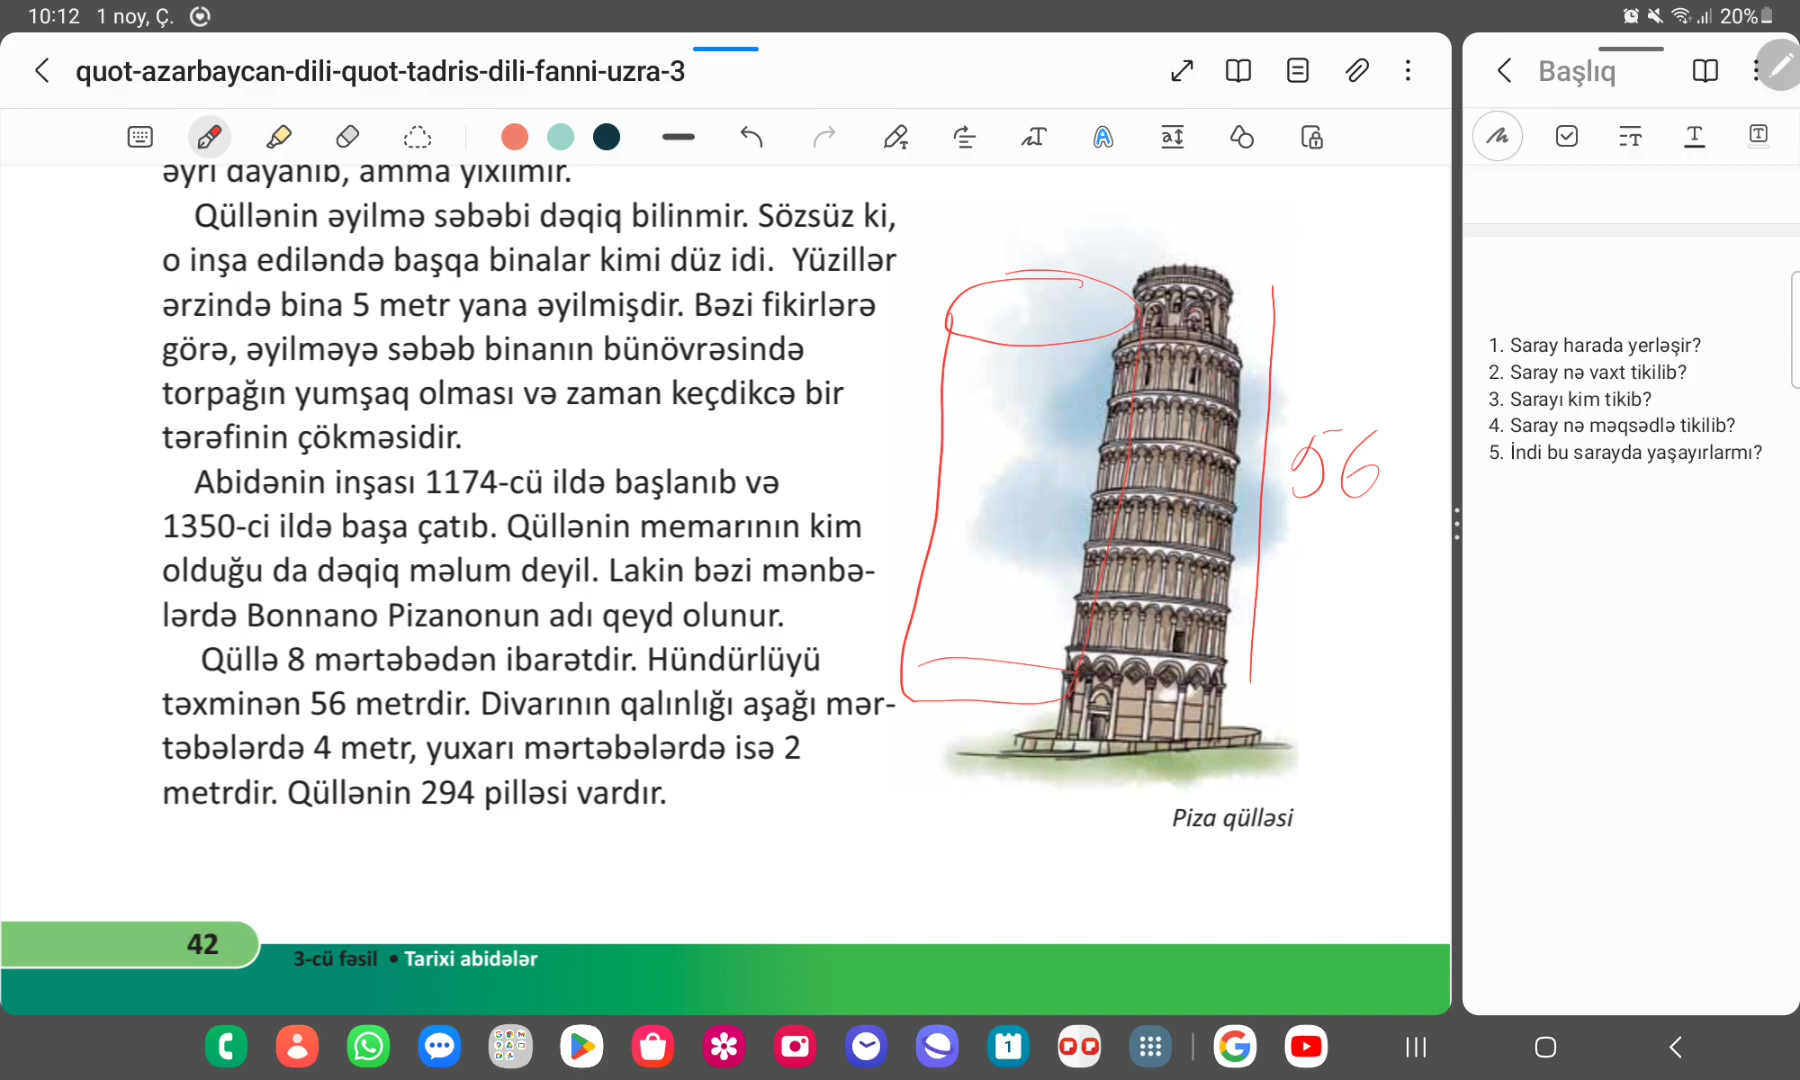 10:12 1 noy, Ç.
20%
quot-azarbaycan-dili-quot-tadris-dili-fanni-uzra-3
əyri dayanıb, amma yıxılmır.
Qüllənin əyilmə səbəbi dəqiq bilinmir. Sözsüz ki,
o inşa ediləndə başqa binalar kimi düz idi. Yüzillər
ərzində bina 5 metr yana əyilmişdir. Bəzi fikirlərə
görə, əyilməyə səbəb binanın bünövrəsində
torpağın yumşaq olması və zaman keçdikcə bir
tərəfinin çökməsidir.
Abidənin inşası 1174-cü ildə başlanıb və
1350-ci ildə başa çatıb. Qüllənin memarının kim
olduğu da dəqiq məlum deyil. Lakin bəzi mənbə-
lərdə Bonnano Pizanonun adı qeyd olunur.
Qüllə 8 mərtəbədən ibarətdir. Hündürlüyü
təxminən 56 metrdir. Divarının qalınlığı aşağı mər-
təbələrdə 4 metr, yuxarı mərtəbələrdə isə 2
metrdir. Qüllənin 294 pilləsi vardır.
56
Piza qülləsi
42
3-cü fəsil • Tarixi abidələr
Başlıq
1. Saray harada yerləşir?
2. Saray nə vaxt tikilib?
3. Sarayı kim tikib?
4. Saray nə məqsədlə tikilib?
5. İndi bu sarayda yaşayırlarmı?
1